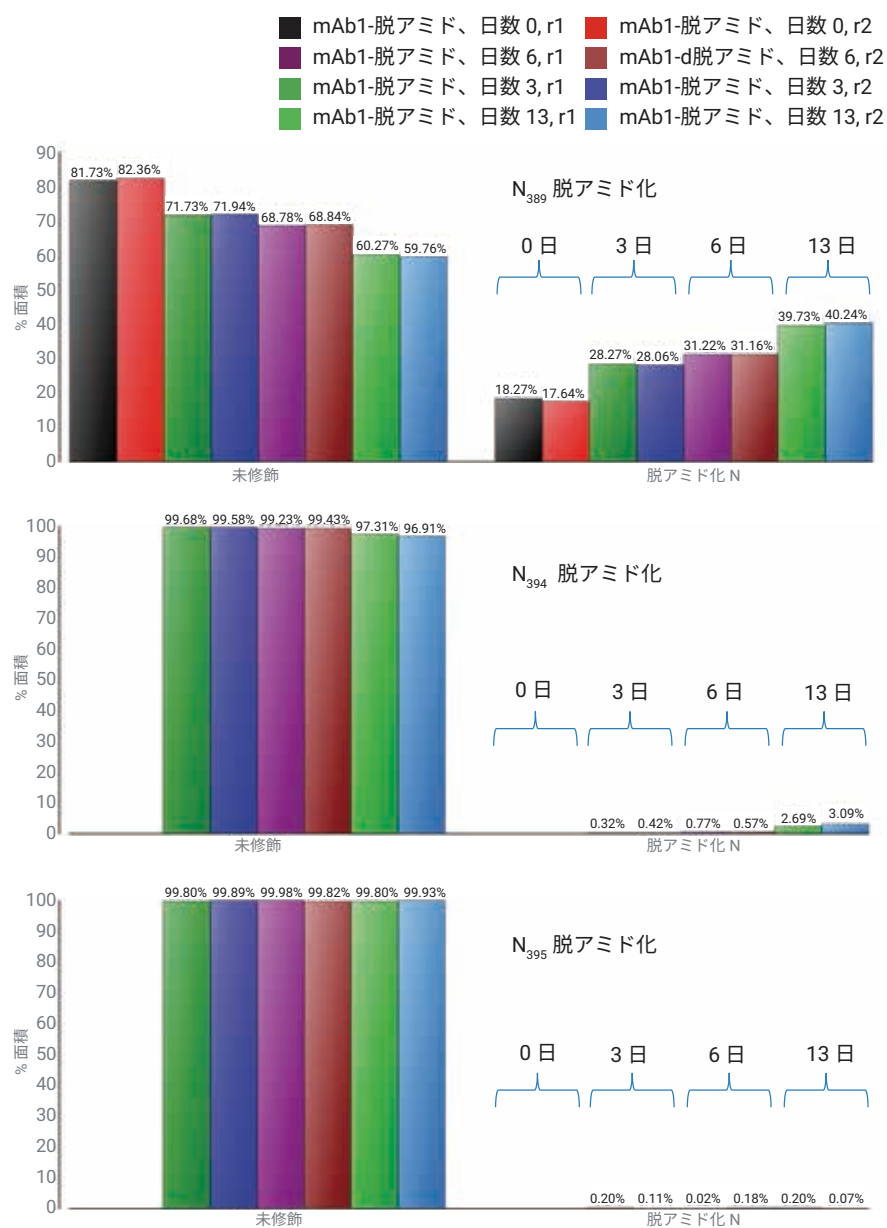 mAb1-脱アミド、日数 0, r1 mAb1-脱アミド、日数 0, r2
mAb1-脱アミド、日数 6, r1 mAb1-d脱アミド、日数 6, r2
mAb1-脱アミド、日数 3, r1 mAb1-脱アミド、日数 3, r2
mAb1-脱アミド、日数 13, r1 mAb1-脱アミド、日数 13, r2
% 面積
90
80
70
60
50
40
30
20
10
0
81.73% 82.36% 71.73% 71.94% 68.78% 68.84% 60.27% 59.76%
N389 脱アミド化
0 日 3 日 6 日 13 日
18.27% 17.64% 28.27% 28.06% 31.22% 31.16% 39.73% 40.24%
未修飾 脱アミド化 N
% 面積
100
90
80
70
60
50
40
30
20
10
0
99.68% 99.58% 99.23% 99.43% 97.31% 96.91%
N394 脱アミド化
0 日 3 日 6 日 13 日
0.32% 0.42% 0.77% 0.57% 2.69% 3.09%
未修飾 脱アミド化 N
% 面積
100
90
80
70
60
50
40
30
20
10
0
99.80% 99.89% 99.98% 99.82% 99.80% 99.93%
N395 脱アミド化
0 日 3 日 6 日 13 日
0.20% 0.11% 0.02% 0.18% 0.20% 0.07%
未修飾 脱アミド化 N